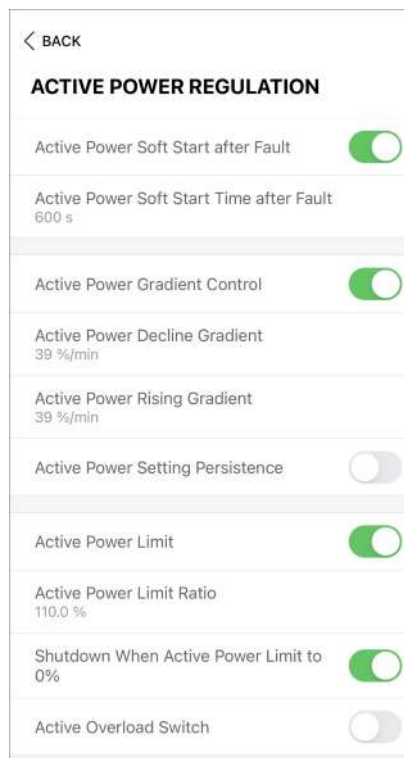 BACK
ACTIVE POWER REGULATION
Active Power Soft Start after Fault
Active Power Soft Start Time after Fault
600 s
Active Power Gradient Control
Active Power Decline Gradient
39 %/min
Active Power Rising Gradient
39 %/min
Active Power Setting Persistence
Active Power Limit
Active Power Limit Ratio
110.0 %
Shutdown When Active Power Limit to
0%
Active Overload Switch